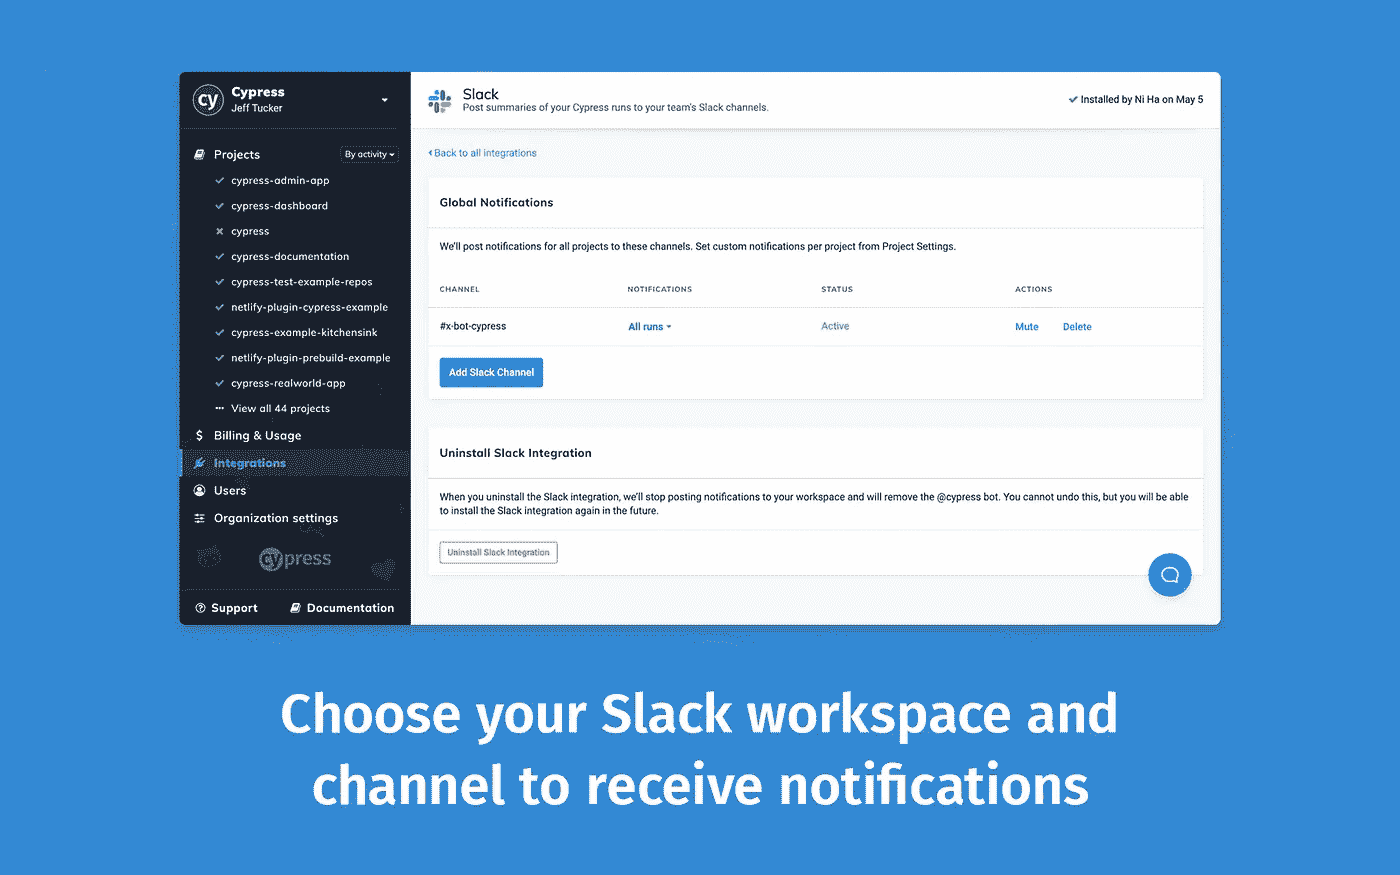 cy
Cypress
Jeff Tucker
Projects
By activity
cypress-admin-app
cypress-dashboard
cypress
cypress-documentation
cypress-test-example-repos
netlify-plugin-cypress-example
cypress-example-kitchensink
netlify-plugin-prebuild-example
cypress-realworld-app
View all 44 projects
$ Billing & Usage
Integrations
Users
Organization settings
cypress
Support
Documentation
Slack
Post summaries of your Cypress runs to your team's Slack channels.
Installed by Ni Ha on May 5
Back to all integrations
Global Notifications
We'll post notifications for all projects to these channels. Set custom notifications per project from Project Settings.
CHANNEL NOTIFICATIONS STATUS ACTIONS
#x-bot-cypress All runs Active Mute Delete
Add Slack Channel
Uninstall Slack Integration
When you uninstall the Slack integration, we'll stop posting notifications to your workspace and will remove the @cypress bot. You cannot undo this, but you will be able
to install the Slack integration again in the future.
Uninstall Slack Integration
Choose your Slack workspace and
channel to receive notifications